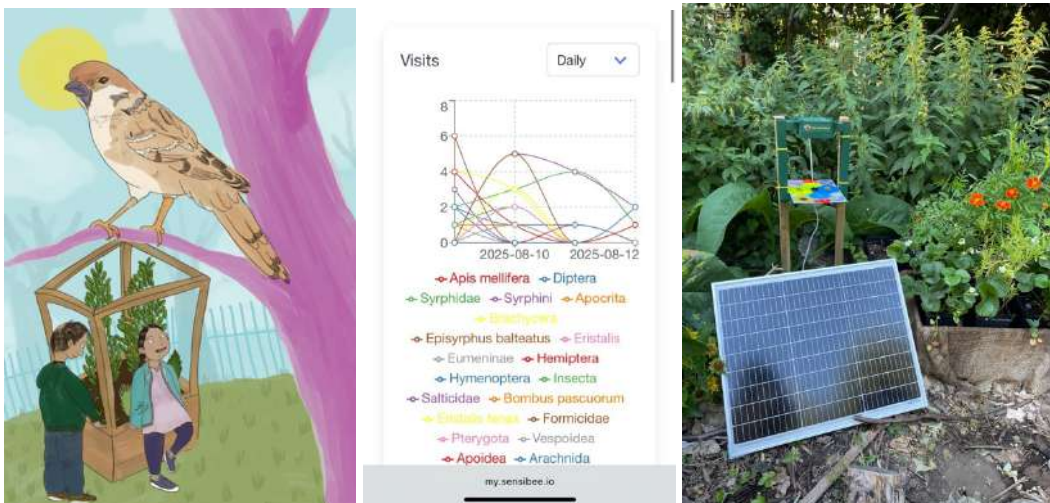 Visits
Daily
8
6
4
2
0
2025-08-10 2025-08-12
Apis mellifera Diptera
Syrphidae Syrphini Apocrita
Brachycera
Episyrphus balteatus Eristalis
Eumeninae Hemiptera
Hymenoptera Insecta
Salticidae Bombus pascuorum
Eristalis tenax Formicidae
Pterygota Vespoidea
Apoidea Arachnida
my.sensibee.io